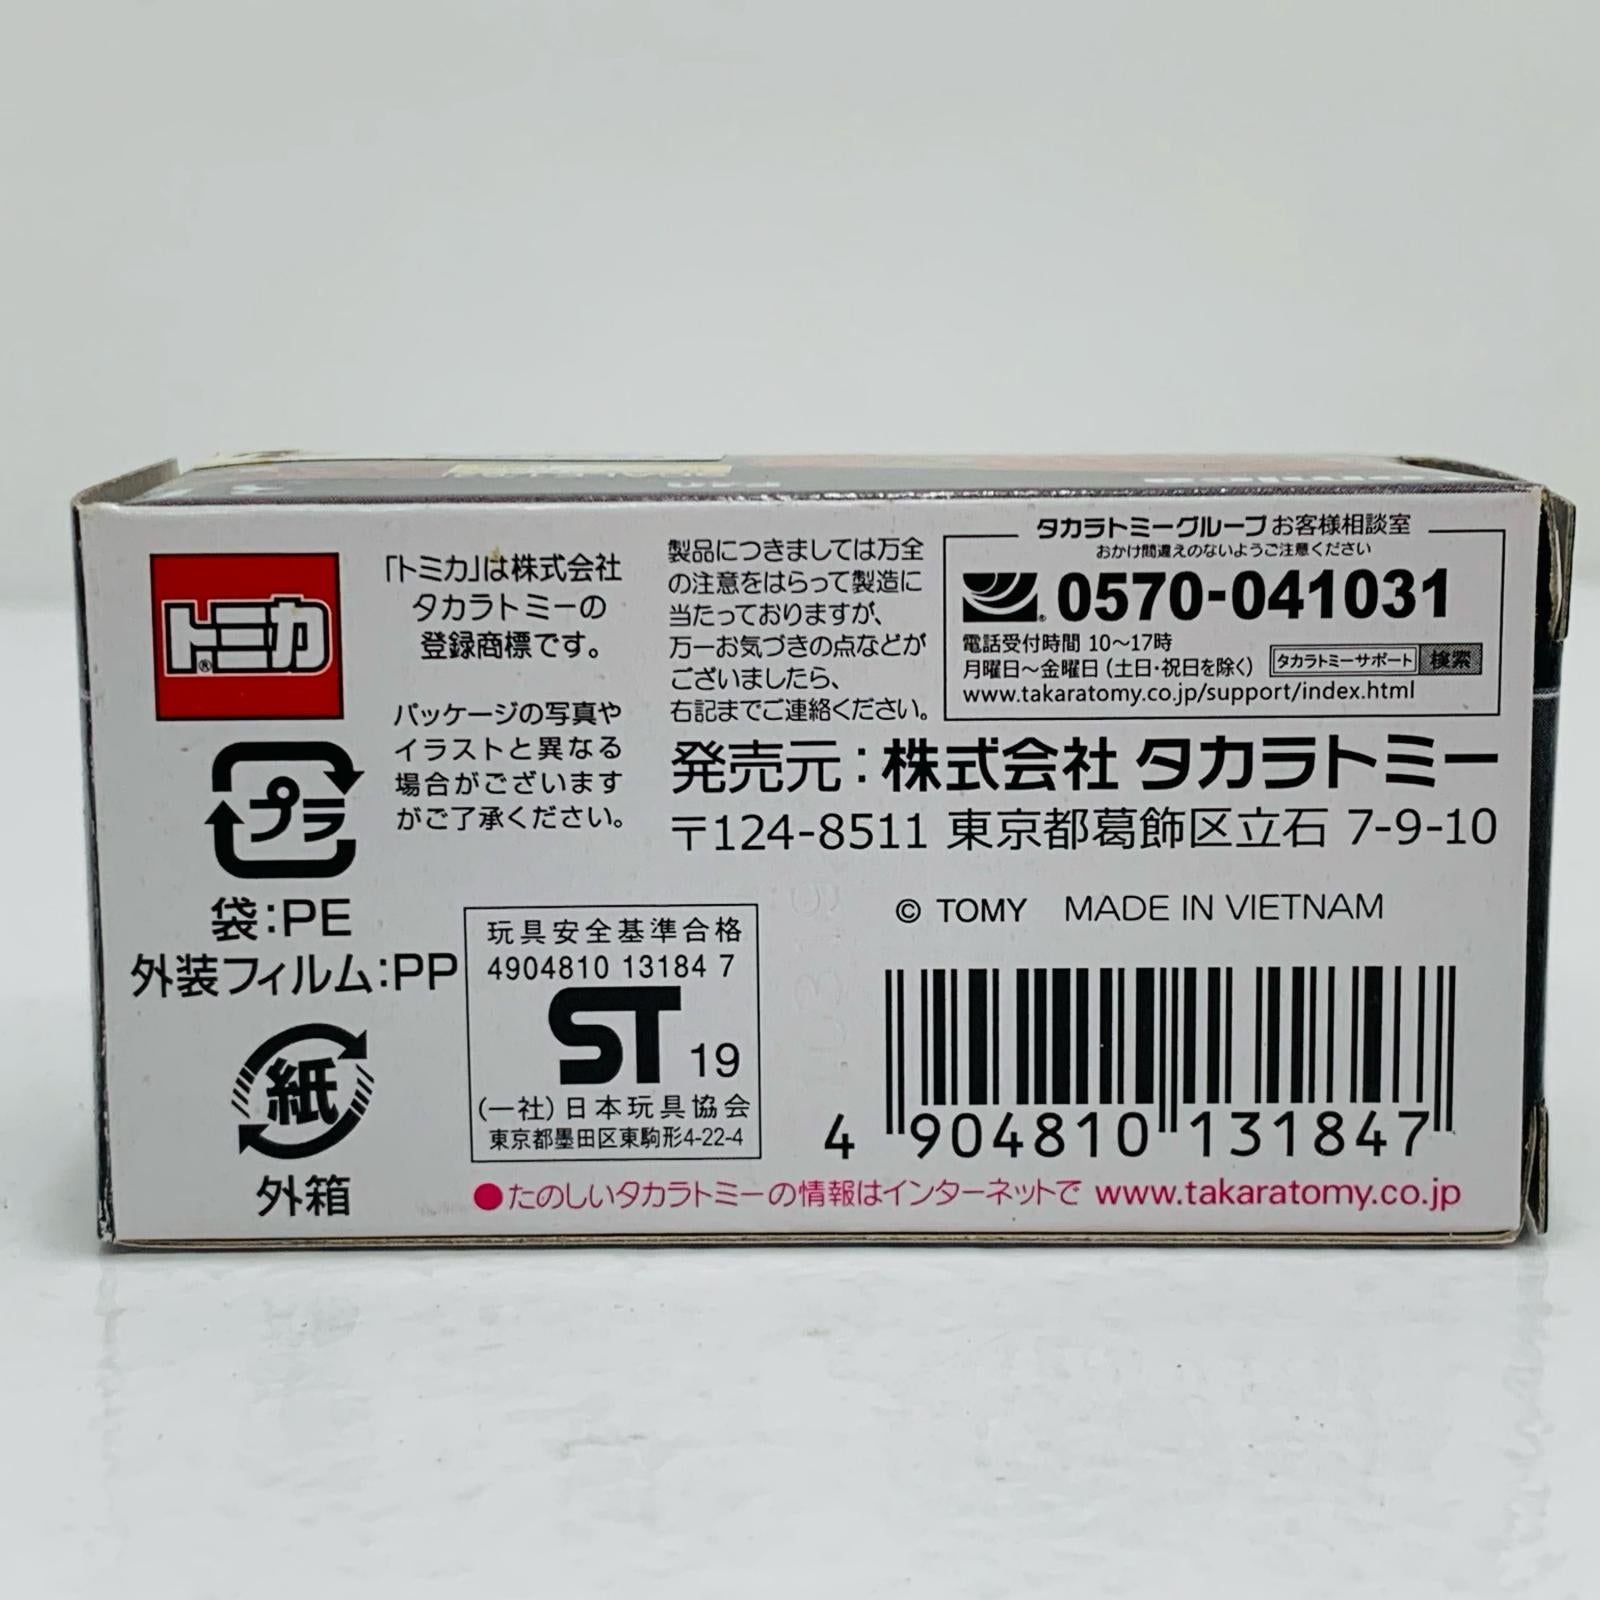 トミカ®
「トミカ」は株式会社
タカラトミーの
登録商標です。
パッケージの写真や
イラストと異なる
場合がございます
がご了承ください。
製品につきましては万全
の注意をはらって製造に
当たっておりますが、
万一お気づきの点などが
ございましたら、
右記までご連絡ください。
タカラトミーグループお客様相談室
おかけ間違えのないようご注意ください
0570-041031
電話受付時間 10〜17時
月曜日〜金曜日(土日・祝日を除く)
タカラトミーサポート 検索
www.takaratomy.co.jp/support/index.html
発売元:株式会社 タカラトミー
〒124-8511 東京都葛飾区立石 7-9-10
プラ
袋:PE
外装フィルム:PP
紙
外箱
玩具安全基準合格
4904810 13184 7
ST 19
(一社)日本玩具協会
東京都墨田区東駒形4-22-4
© TOMY MADE IN VIETNAM
4 904810 131847
●たのしいタカラトミーの情報はインターネットで www.takaratomy.co.jp